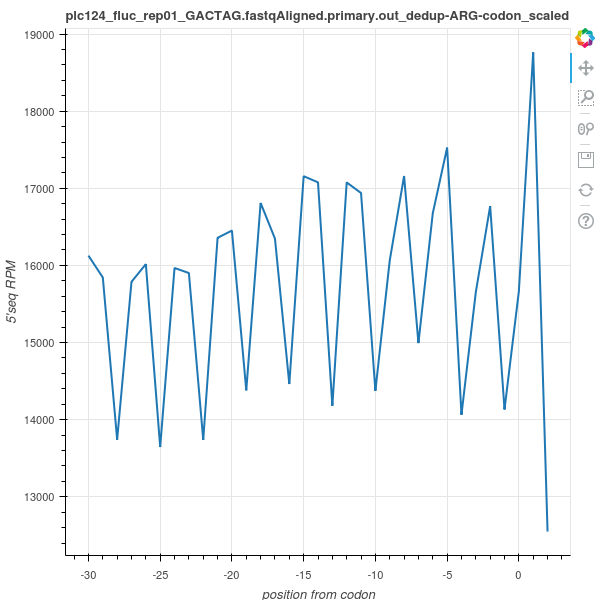 plc124_fluc_rep01_GACTAG.fastqAligned.primary.out_dedup-ARG-codon_scaled
19000
18000
17000
16000
15000
14000
13000
5'seq RPM
-30 -25 -20 -15 -10 -5 0
position from codon